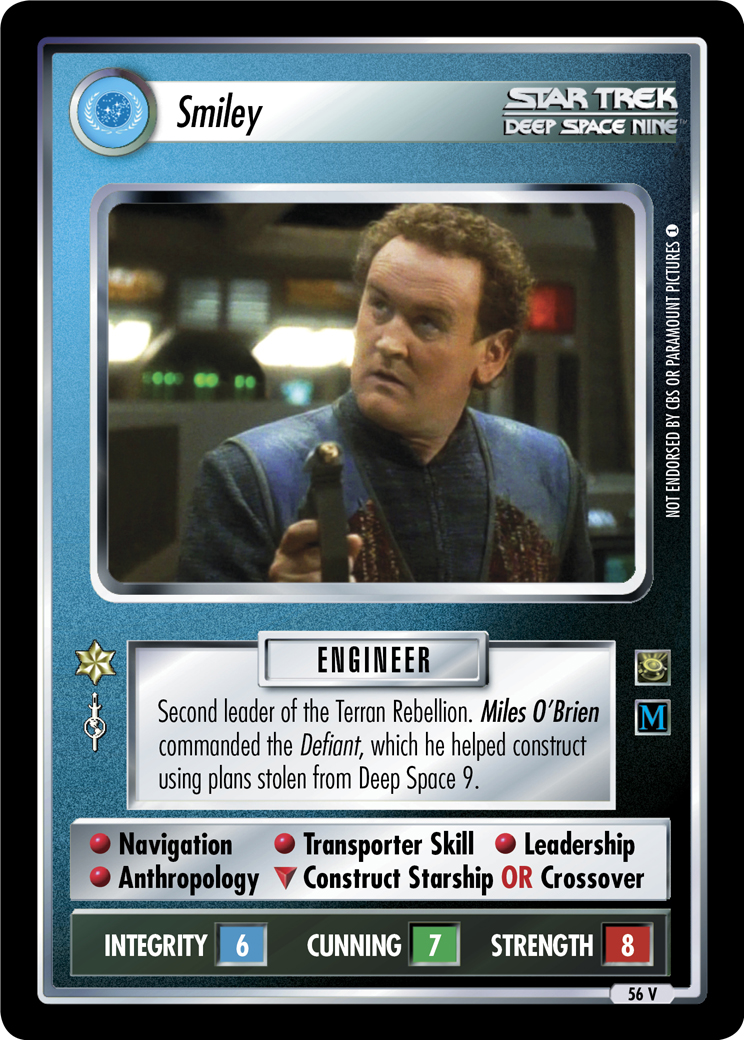 Smiley
STAR TREK
DEEP SPACE NINE™
NOT ENDORSED BY CBS OR PARAMOUNT PICTURES 1
ENGINEER
M
Second leader of the Terran Rebellion. Miles O'Brien
commanded the Defiant, which he helped construct
using plans stolen from Deep Space 9.
Navigation Transporter Skill Leadership
Anthropology Construct Starship OR Crossover
INTEGRITY 6 CUNNING 7 STRENGTH 8
56 V